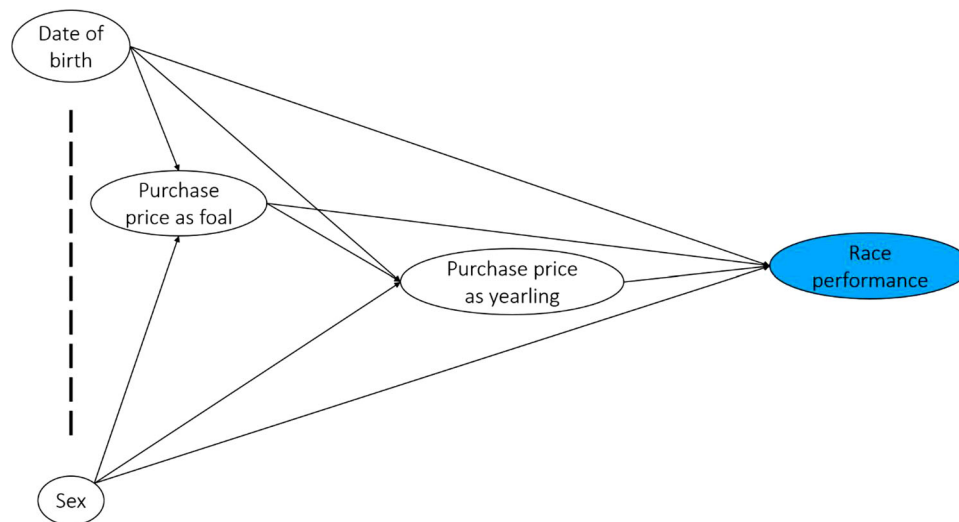 Date of
birth
Purchase
price as foal
Purchase price
as yearling
Race
performance
Sex